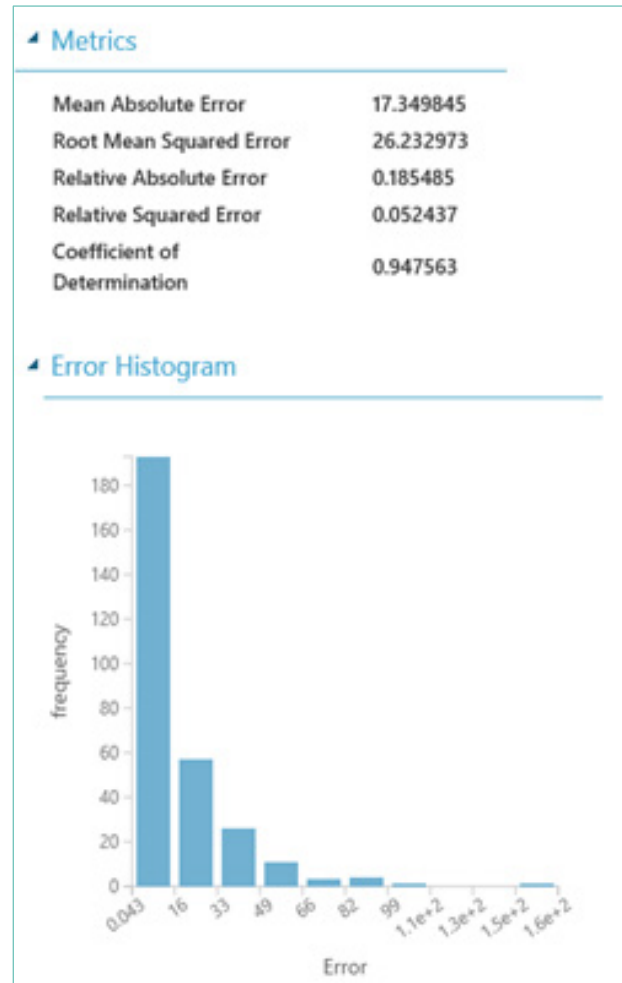 Metrics
Mean Absolute Error 17.349845
Root Mean Squared Error 26.232973
Relative Absolute Error 0.185485
Relative Squared Error 0.052437
Coefficient of
Determination 0.947563
Error Histogram
180
160
140
120
100
80
60
40
20
0
frequency
0.043 16 33 49 66 82 99 1.1e+2 1.3e+2 1.5e+2 1.6e+2
Error